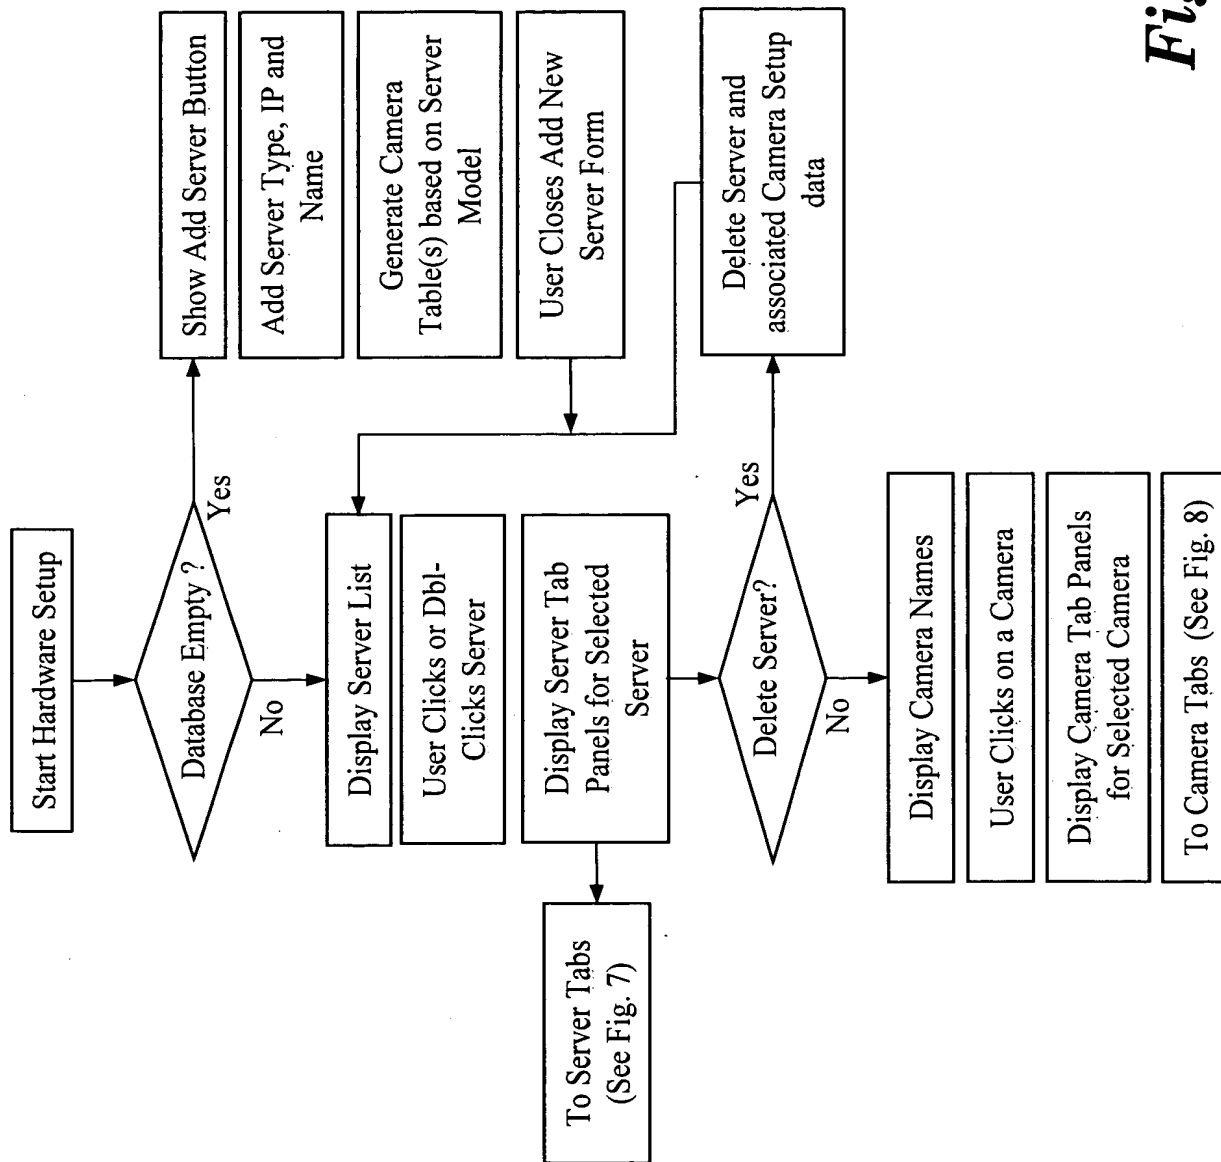 Start Hardware Setup
Database Empty ?
Yes
No
Show Add Server Button
Add Server Type, IP and
Name
Generate Camera
Table(s) based on Server
Model
User Closes Add New
Server Form
Display Server List
User Clicks or Dbl-
Clicks Server
Display Server Tab
Panels for Selected
Server
To Server Tabs
(See Fig. 7)
Delete Server?
Yes
No
Delete Server and
associated Camera Setup
data
Display Camera Names
User Clicks on a Camera
Display Camera Tab Panels
for Selected Camera
To Camera Tabs (See Fig. 8)